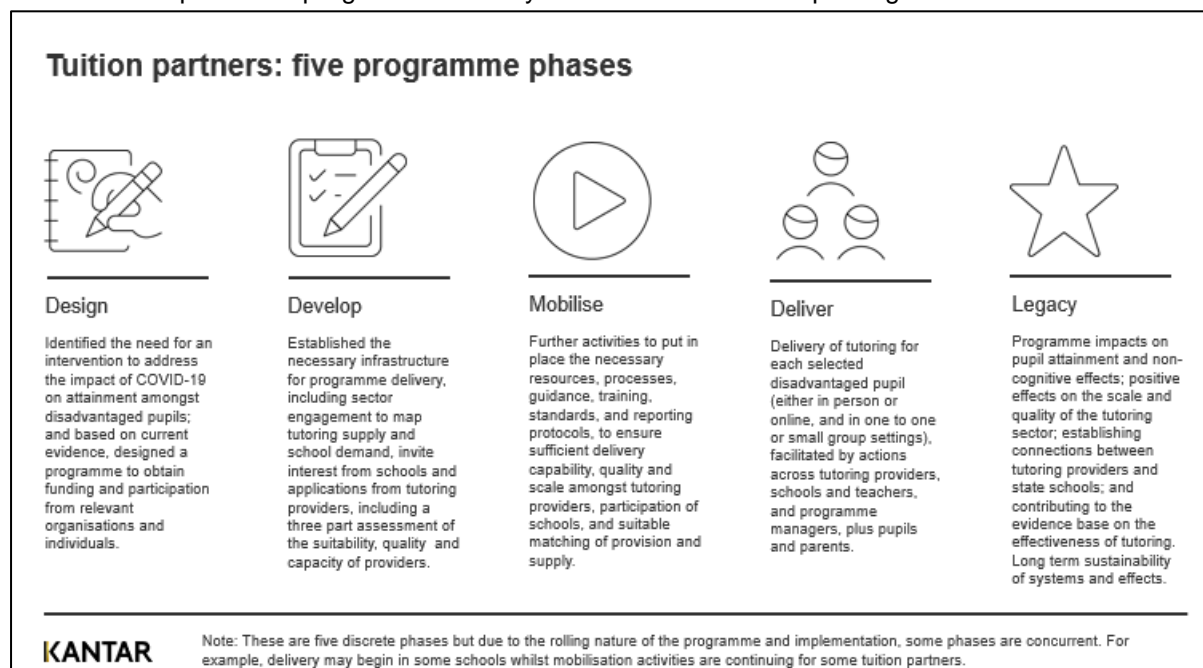 Tuition partners: five programme phases
Design
Identified the need for an
intervention to address
the impact of COVID-19
on attainment amongst
disadvantaged pupils;
and based on current
evidence, designed a
programme to obtain
funding and participation
from relevant
organisations and
individuals.
Develop
Established the
necessary infrastructure
for programme delivery,
including sector
engagement to map
tutoring supply and
school demand, invite
interest from schools and
applications from tutoring
providers, including a
three part assessment of
the suitability, quality and
capacity of providers.
Mobilise
Further activities to put in
place the necessary
resources, processes,
guidance, training,
standards, and reporting
protocols, to ensure
sufficient delivery
capability, quality and
scale amongst tutoring
providers, participation of
schools, and suitable
matching of provision and
supply.
Deliver
Delivery of tutoring for
each selected
disadvantaged pupil
(either in person or
online, and in one to one
or small group settings),
facilitated by actions
across tutoring providers,
schools and teachers,
and programme
managers, plus pupils
and parents.
Legacy
Programme impacts on
pupil attainment and non-
cognitive effects; positive
effects on the scale and
quality of the tutoring
sector; establishing
connections between
tutoring providers and
state schools; and
contributing to the
evidence base on the
effectiveness of tutoring.
Long term sustainability
of systems and effects.
KANTAR
Note: These are five discrete phases but due to the rolling nature of the programme and implementation, some phases are concurrent. For
example, delivery may begin in some schools whilst mobilisation activities are continuing for some tuition partners.